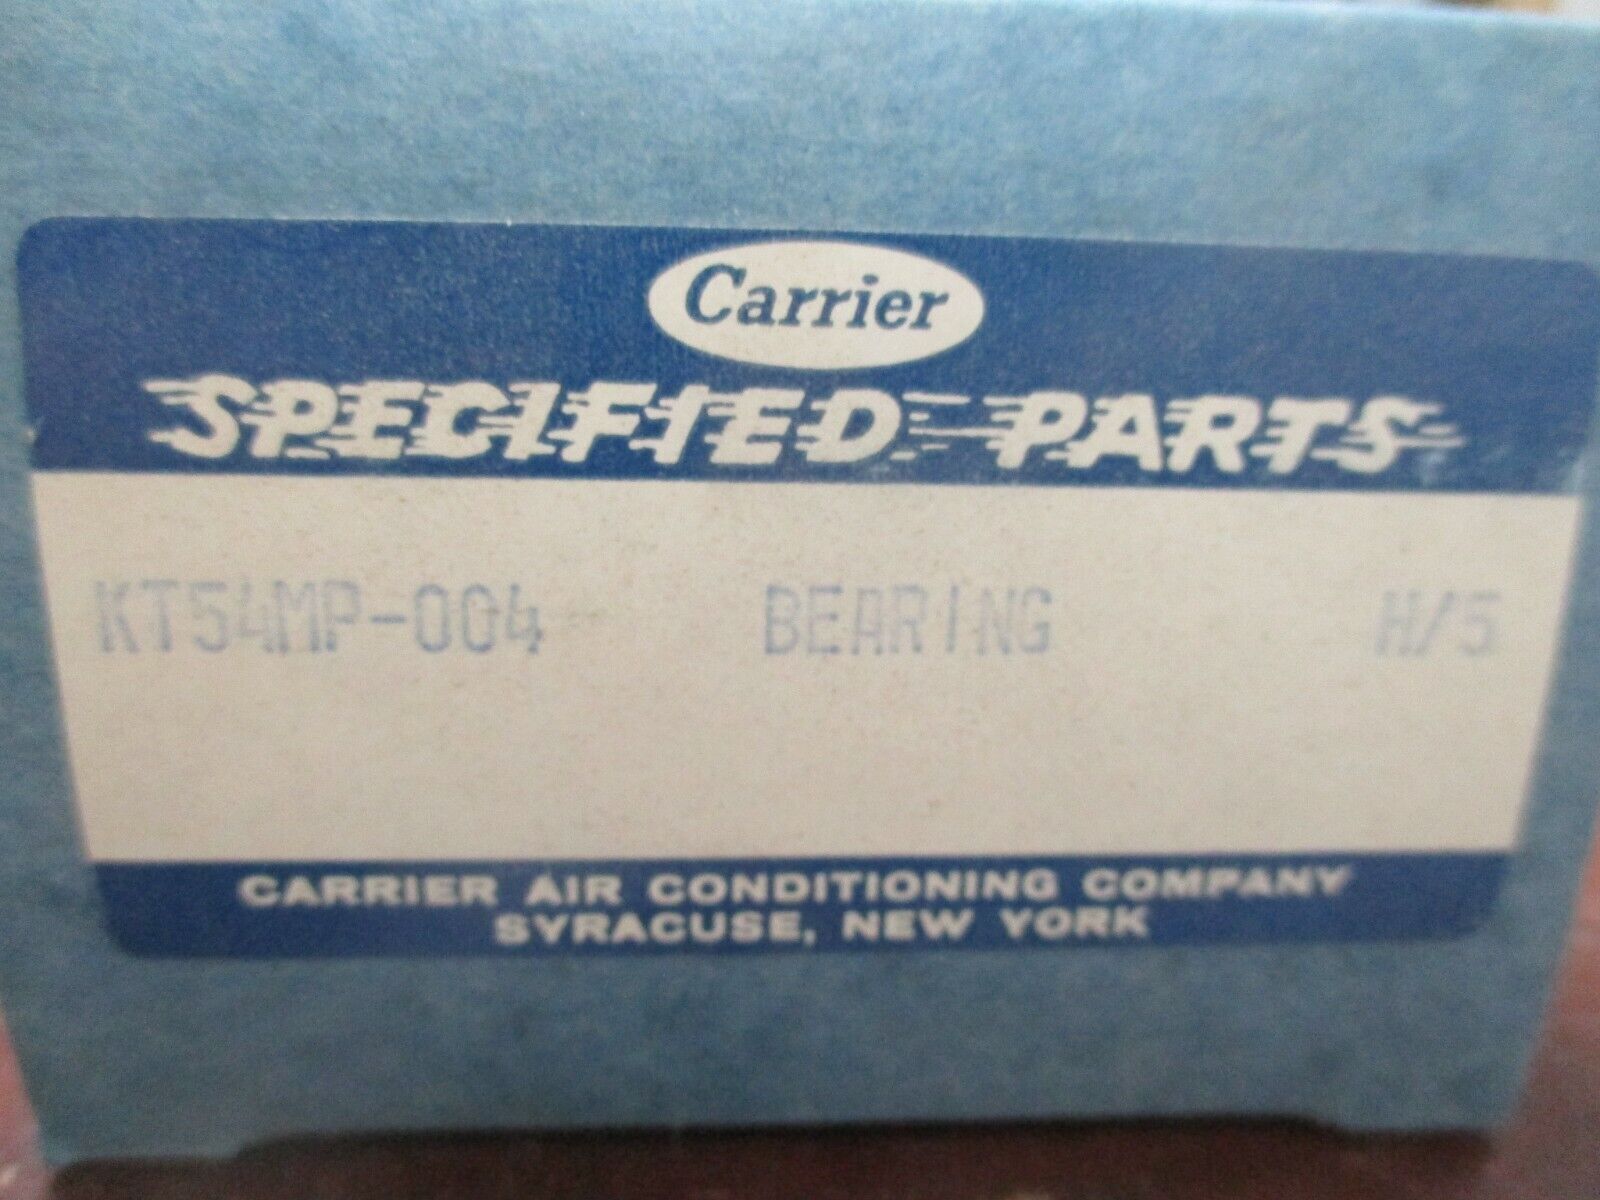 Carrier
SPECIFIED PARTS
KT54MP-004 BEARING H/5
CARRIER AIR CONDITIONING COMPANY
SYRACUSE, NEW YORK